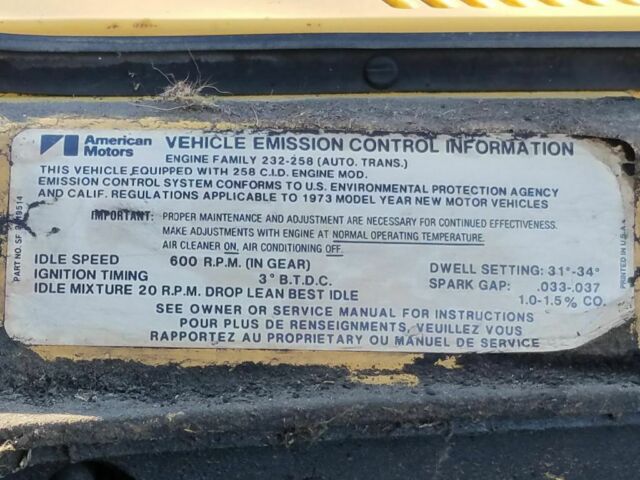 American Motors
VEHICLE EMISSION CONTROL INFORMATION
ENGINE FAMILY 232-258 (AUTO. TRANS.)
THIS VEHICLE EQUIPPED WITH 258 C.I.D. ENGINE MOD.
EMISSION CONTROL SYSTEM CONFORMS TO U.S. ENVIRONMENTAL PROTECTION AGENCY
AND CALIF. REGULATIONS APPLICABLE TO 1973 MODEL YEAR NEW MOTOR VEHICLES
IMPORTANT: PROPER MAINTENANCE AND ADJUSTMENT ARE NECESSARY FOR CONTINUED EFFECTIVENESS.
MAKE ADJUSTMENTS WITH ENGINE AT NORMAL OPERATING TEMPERATURE.
AIR CLEANER ON, AIR CONDITIONING OFF.
IDLE SPEED 600 R.P.M. (IN GEAR) DWELL SETTING: 31°-34°
IGNITION TIMING 3° B.T.D.C. SPARK GAP: .033-.037
IDLE MIXTURE 20 R.P.M. DROP LEAN BEST IDLE 1.0-1.5% CO.
SEE OWNER OR SERVICE MANUAL FOR INSTRUCTIONS
POUR PLUS DE RENSEIGNMENTS, VEUILLEZ VOUS
RAPPORTEZ AU PROPRIETARY OU MANUEL DE SERVICE
PART NO. SF
PRINTED IN U.S.A.